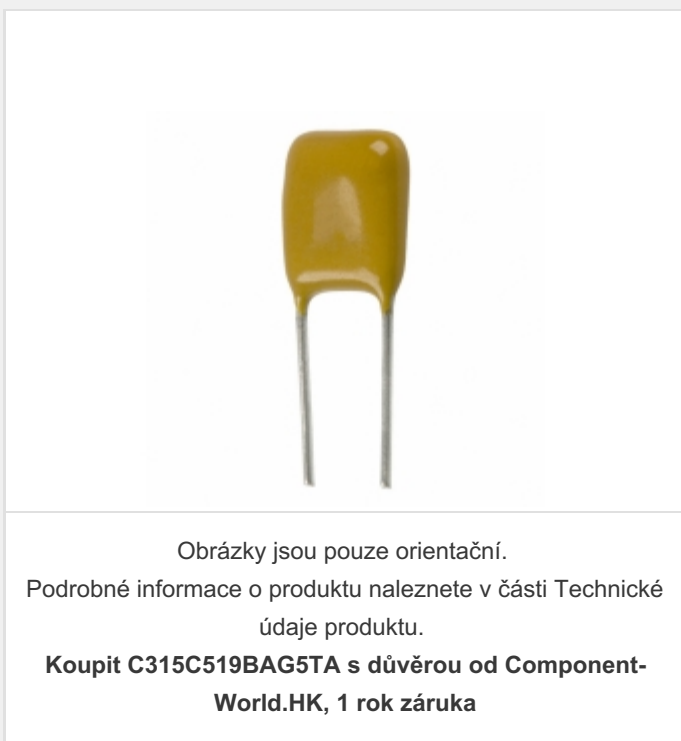 Obrázky jsou pouze orientační.
Podrobné informace o produktu naleznete v části Technické
údaje produktu.
Koupit C315C519BAG5TA s důvěrou od Component-
World.HK, 1 rok záruka